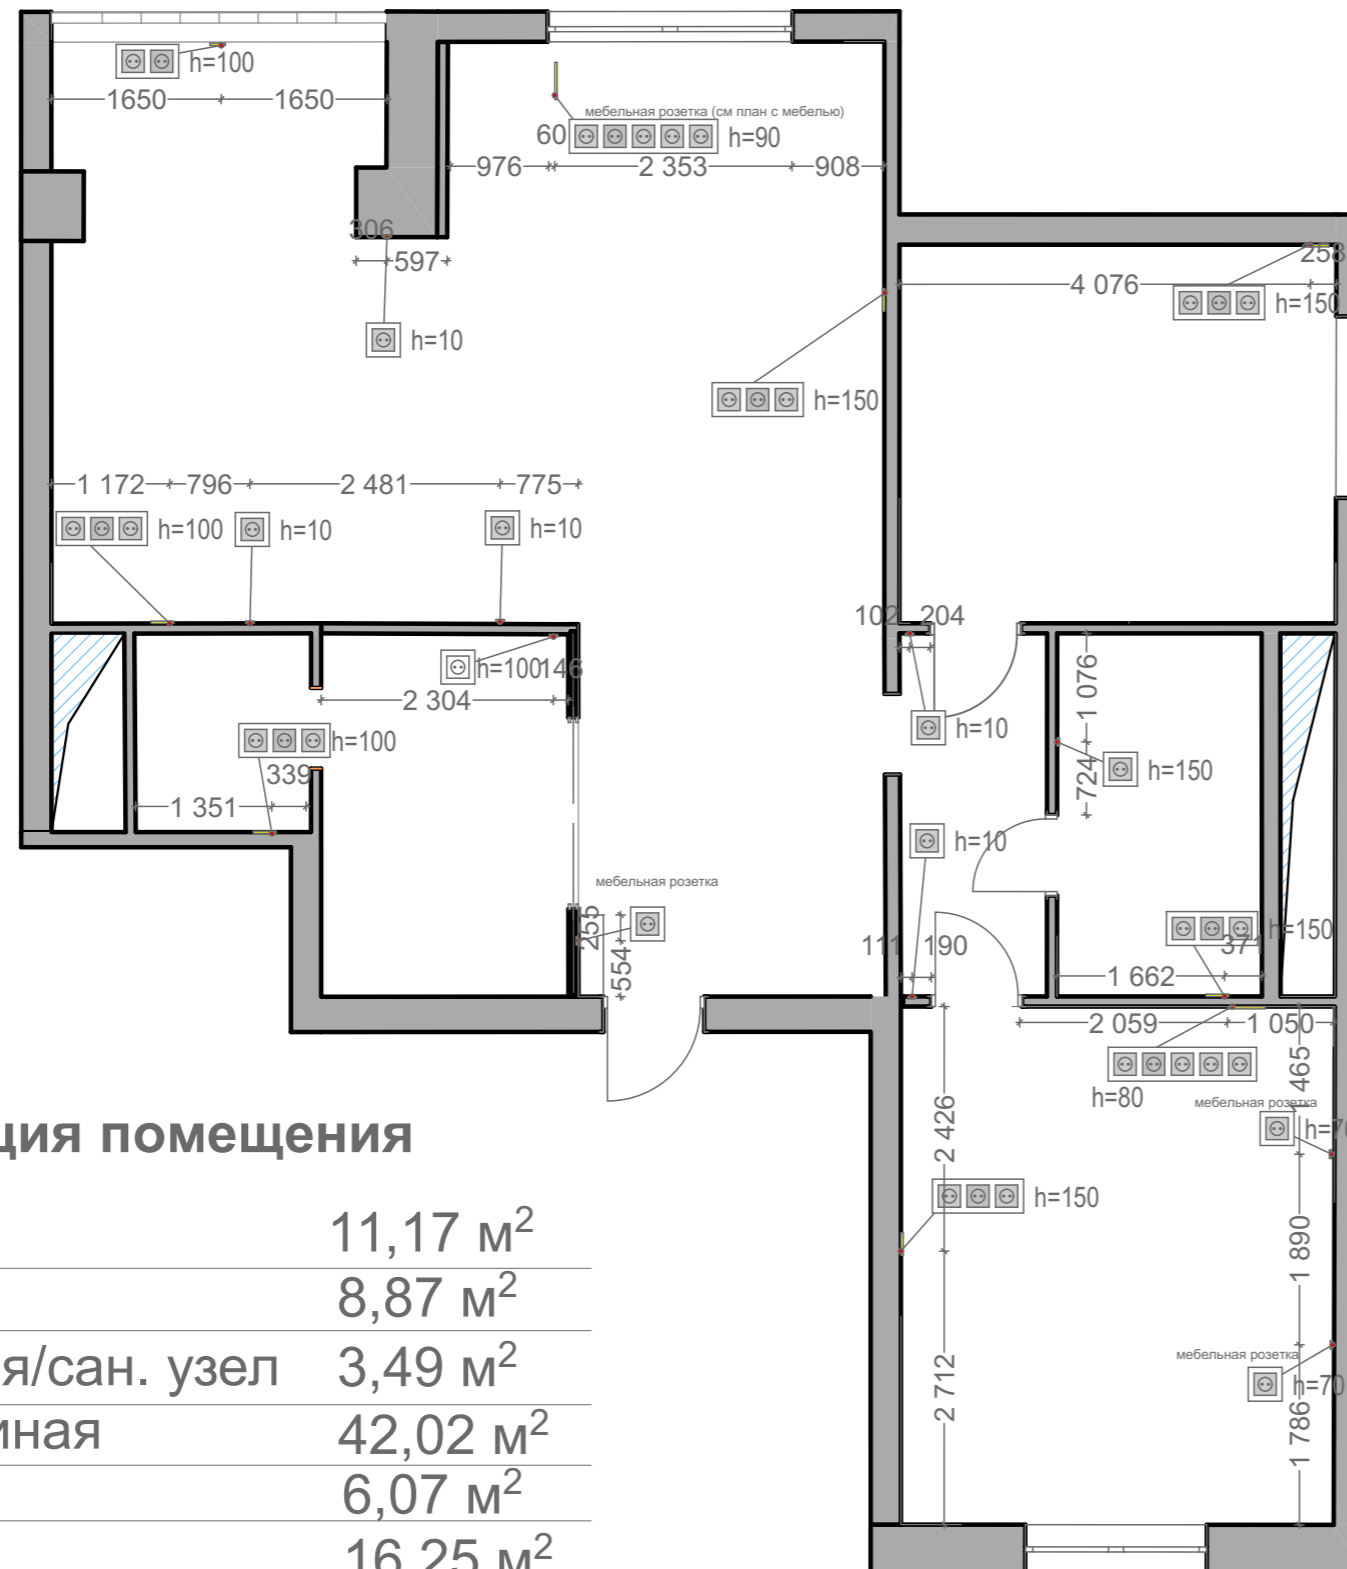 h=100
1650
1650
мебельная розетка (см план с мебелью)
60
h=90
976
2 353
908
306
597
258
4 076
h=150
h=10
h=150
1 172
796
2 481
775
h=100
h=10
h=10
102
204
h=100
146
2 304
1 076
h=10
h=100
724
h=150
339
1 351
h=10
мебельная розетка
255
554
111
190
371
h=150
1 662
2 059
1 050
465
h=80
мебельная розетка
2 426
h=70
ция помещения
h=150
11,17 м²
1 890
8,87 м²
я/сан. узел 3,49 м²
мебельная розетка
2 712
h=70
42,02 м²
1 786
6,07 м²
16,25 м²